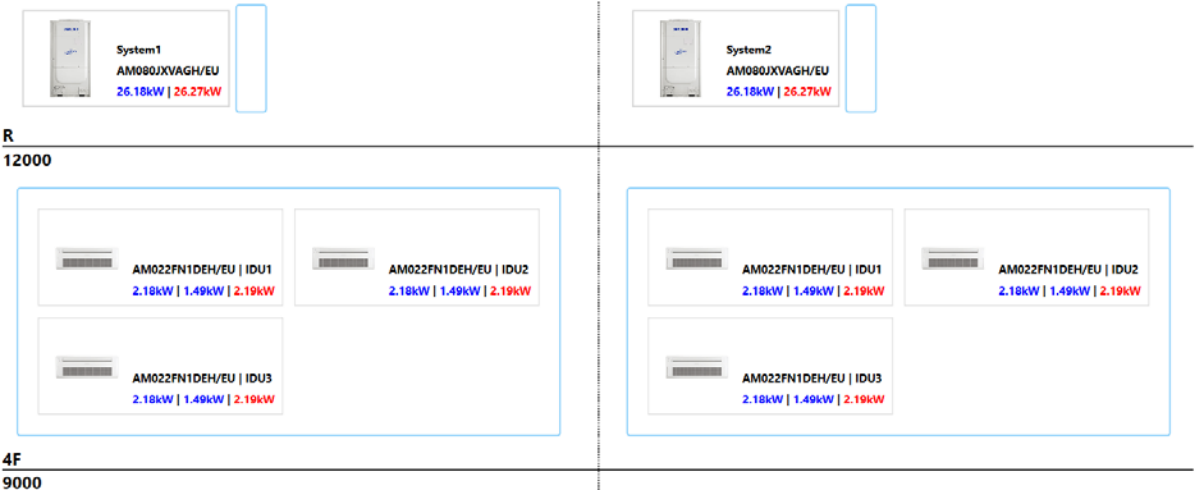 System1
AM080JXVAGH/EU
26.18kW | 26.27kW
System2
AM080JXVAGH/EU
26.18kW | 26.27kW
R
12000
AM022FN1DEH/EU | IDU1
2.18kW | 1.49kW | 2.19kW
AM022FN1DEH/EU | IDU2
2.18kW | 1.49kW | 2.19kW
AM022FN1DEH/EU | IDU3
2.18kW | 1.49kW | 2.19kW
AM022FN1DEH/EU | IDU1
2.18kW | 1.49kW | 2.19kW
AM022FN1DEH/EU | IDU2
2.18kW | 1.49kW | 2.19kW
AM022FN1DEH/EU | IDU3
2.18kW | 1.49kW | 2.19kW
4F
9000